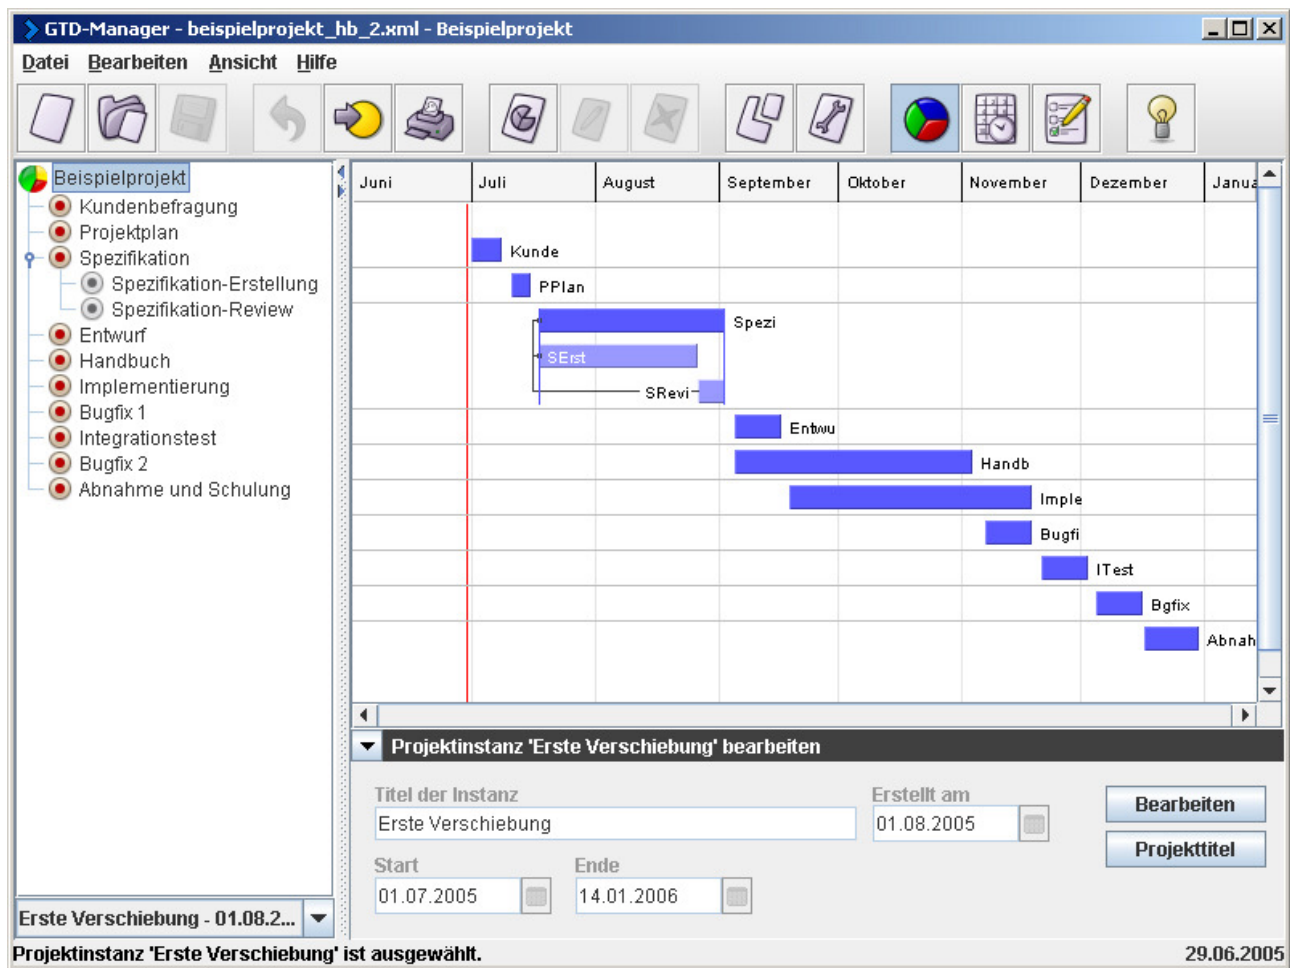 GTD-Manager - beispielprojekt_hb_2.xml - Beispielprojekt
Datei Bearbeiten Ansicht Hilfe
Beispielprojekt
Kundenbefragung
Projektplan
Spezifikation
Spezifikation-Erstellung
Spezifikation-Review
Entwurf
Handbuch
Implementierung
Bugfix 1
Integrationstest
Bugfix 2
Abnahme und Schulung
Erste Verschiebung - 01.08.2...
Juni Juli August September Oktober November Dezember Janua
Kunde
PPlan
Spezi
SErst
SRevi
Entwu
Handb
Imple
Bugfi
ITest
Bgfix
Abnah
Projektinstanz 'Erste Verschiebung' bearbeiten
Titel der Instanz Erstellt am
Erste Verschiebung 01.08.2005
Bearbeiten
Projekttitel
Start Ende
01.07.2005 14.01.2006
Projektinstanz 'Erste Verschiebung' ist ausgewählt. 29.06.2005